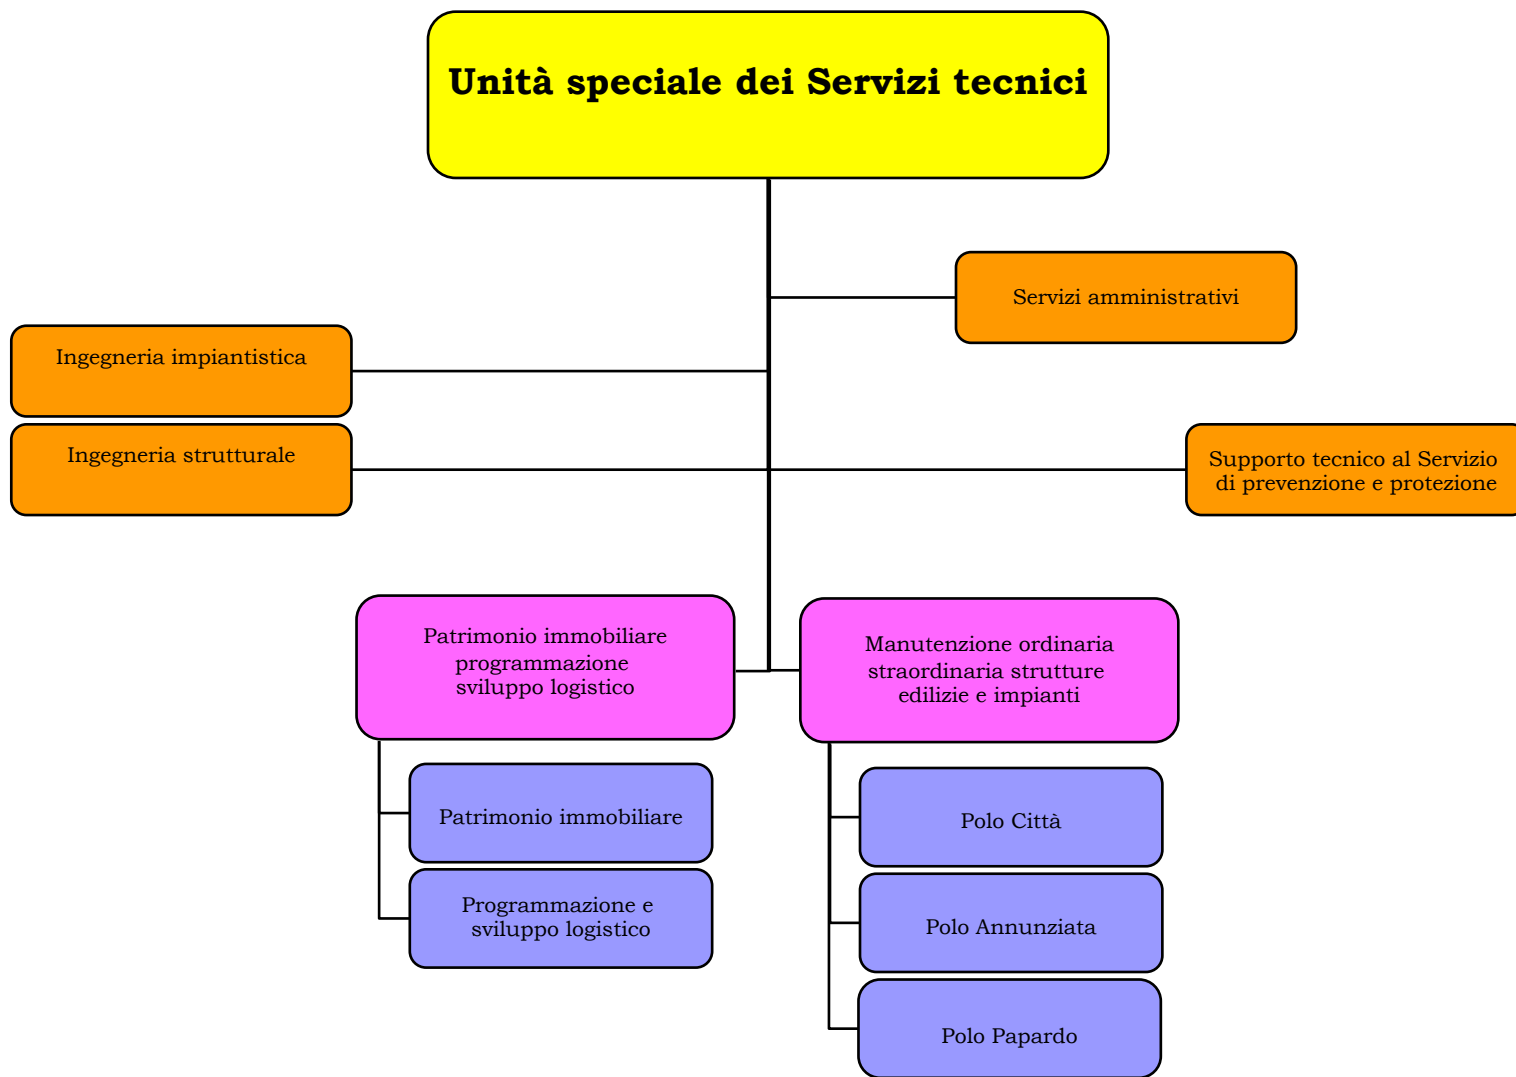 Unità speciale dei Servizi tecnici
Servizi amministrativi
Ingegneria impiantistica
Ingegneria strutturale
Supporto tecnico al Servizio
di prevenzione e protezione
Patrimonio immobiliare
programmazione
sviluppo logistico
Manutenzione ordinaria
straordinaria strutture
edilizie e impianti
Patrimonio immobiliare
Programmazione e
sviluppo logistico
Polo Città
Polo Annunziata
Polo Papardo